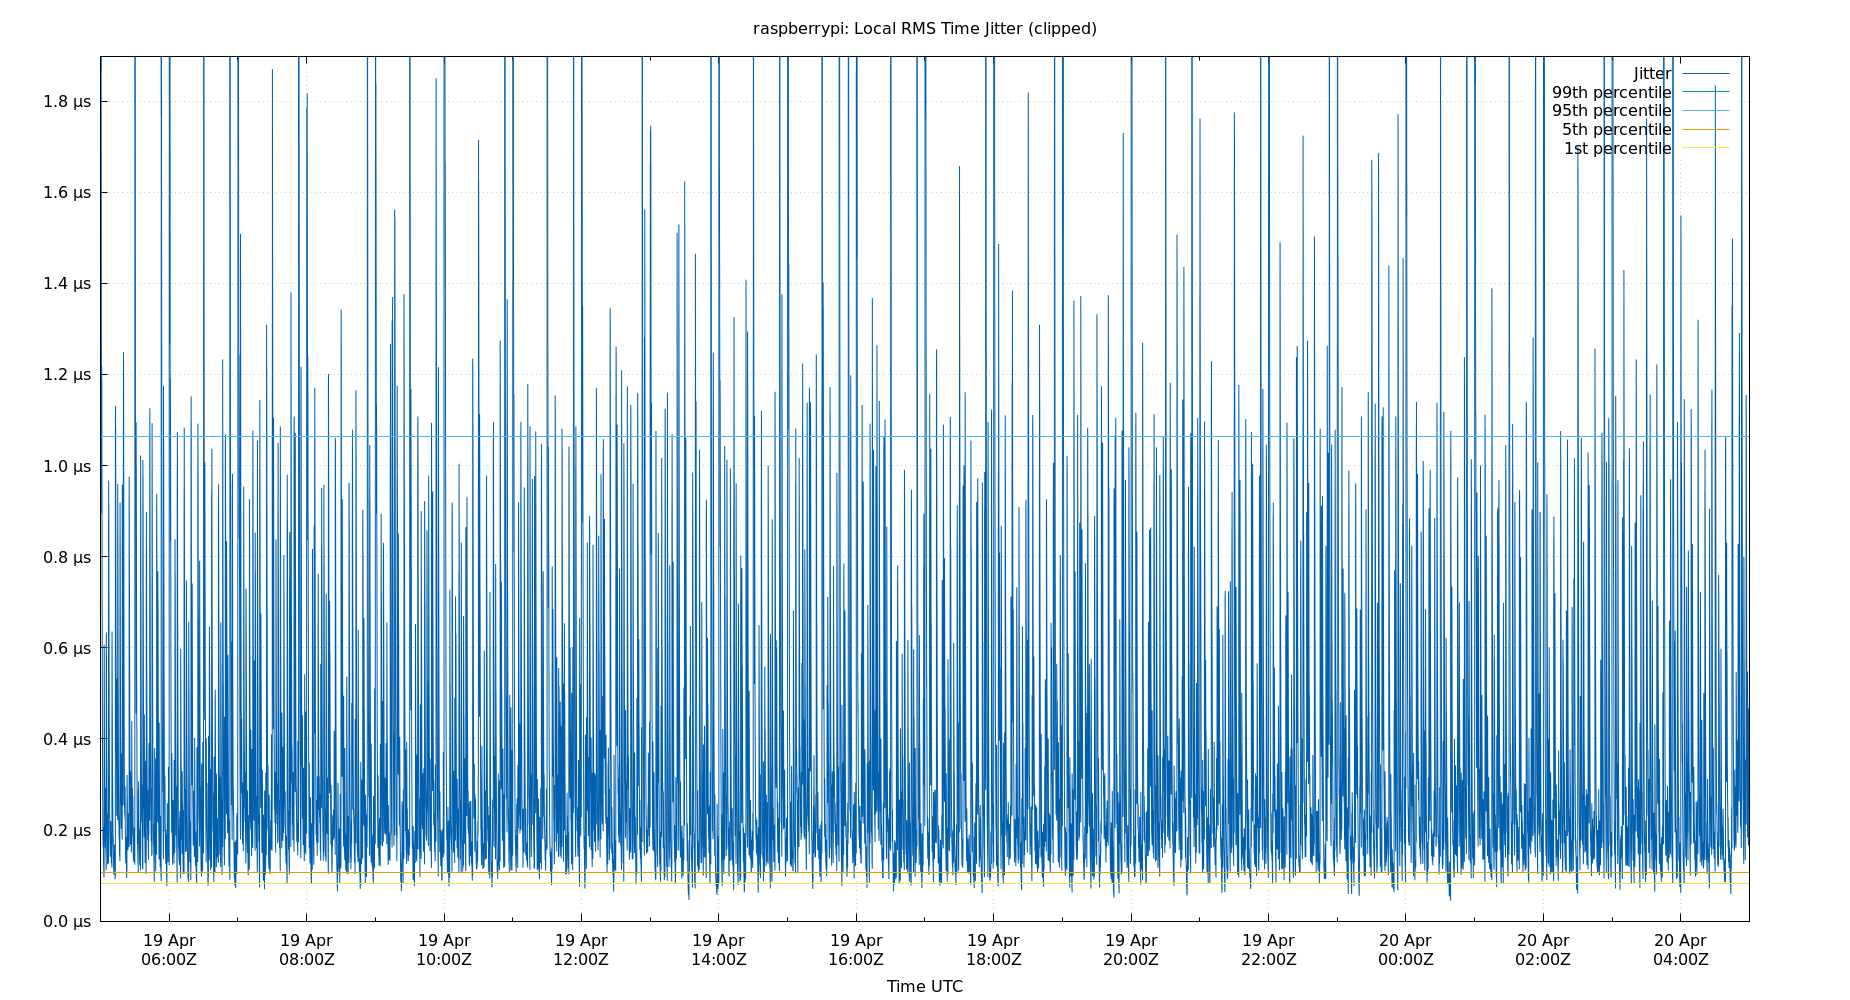 raspberrypi: Local RMS Time Jitter (clipped)
Jitter
99th percentile
95th percentile
5th percentile
1st percentile
1.8 µs
1.6 µs
1.4 µs
1.2 µs
1.0 µs
0.8 µs
0.6 µs
0.4 µs
0.2 µs
0.0 µs
19 Apr 19 Apr 19 Apr 19 Apr 19 Apr 19 Apr 19 Apr 19 Apr 19 Apr 20 Apr 20 Apr 20 Apr
06:00Z 08:00Z 10:00Z 12:00Z 14:00Z 16:00Z 18:00Z 20:00Z 22:00Z 00:00Z 02:00Z 04:00Z
Time UTC